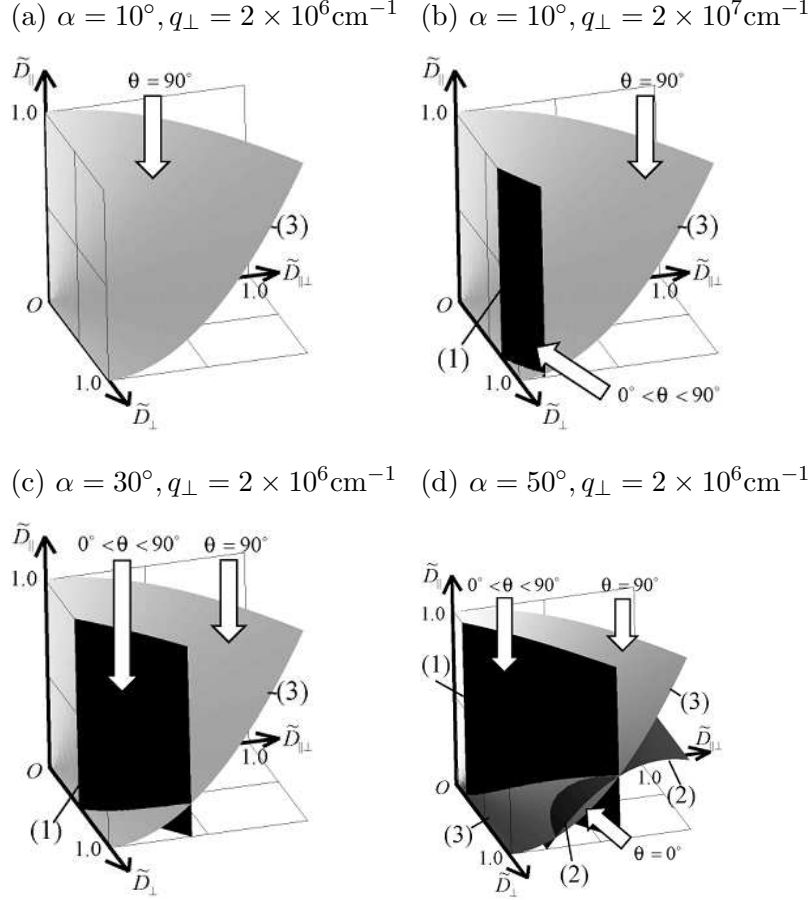 (a) α = 10°, q⊥ = 2 × 10⁶cm⁻¹
D̃∥
θ = 90°
1.0
(3)
D̃∥⊥
1.0
O
1.0
D̃⊥
(b) α = 10°, q⊥ = 2 × 10⁷cm⁻¹
D̃∥
θ = 90°
1.0
(3)
D̃∥⊥
1.0
O
(1)
1.0
0° < θ < 90°
D̃⊥
(c) α = 30°, q⊥ = 2 × 10⁶cm⁻¹
D̃∥
0° < θ < 90°
θ = 90°
1.0
(3)
D̃∥⊥
1.0
O
(1)
1.0
D̃⊥
(d) α = 50°, q⊥ = 2 × 10⁶cm⁻¹
D̃∥
0° < θ < 90°
θ = 90°
1.0
(1)
(3)
D̃∥⊥
1.0
(2)
O
(3)
1.0
(2)
θ = 0°
D̃⊥